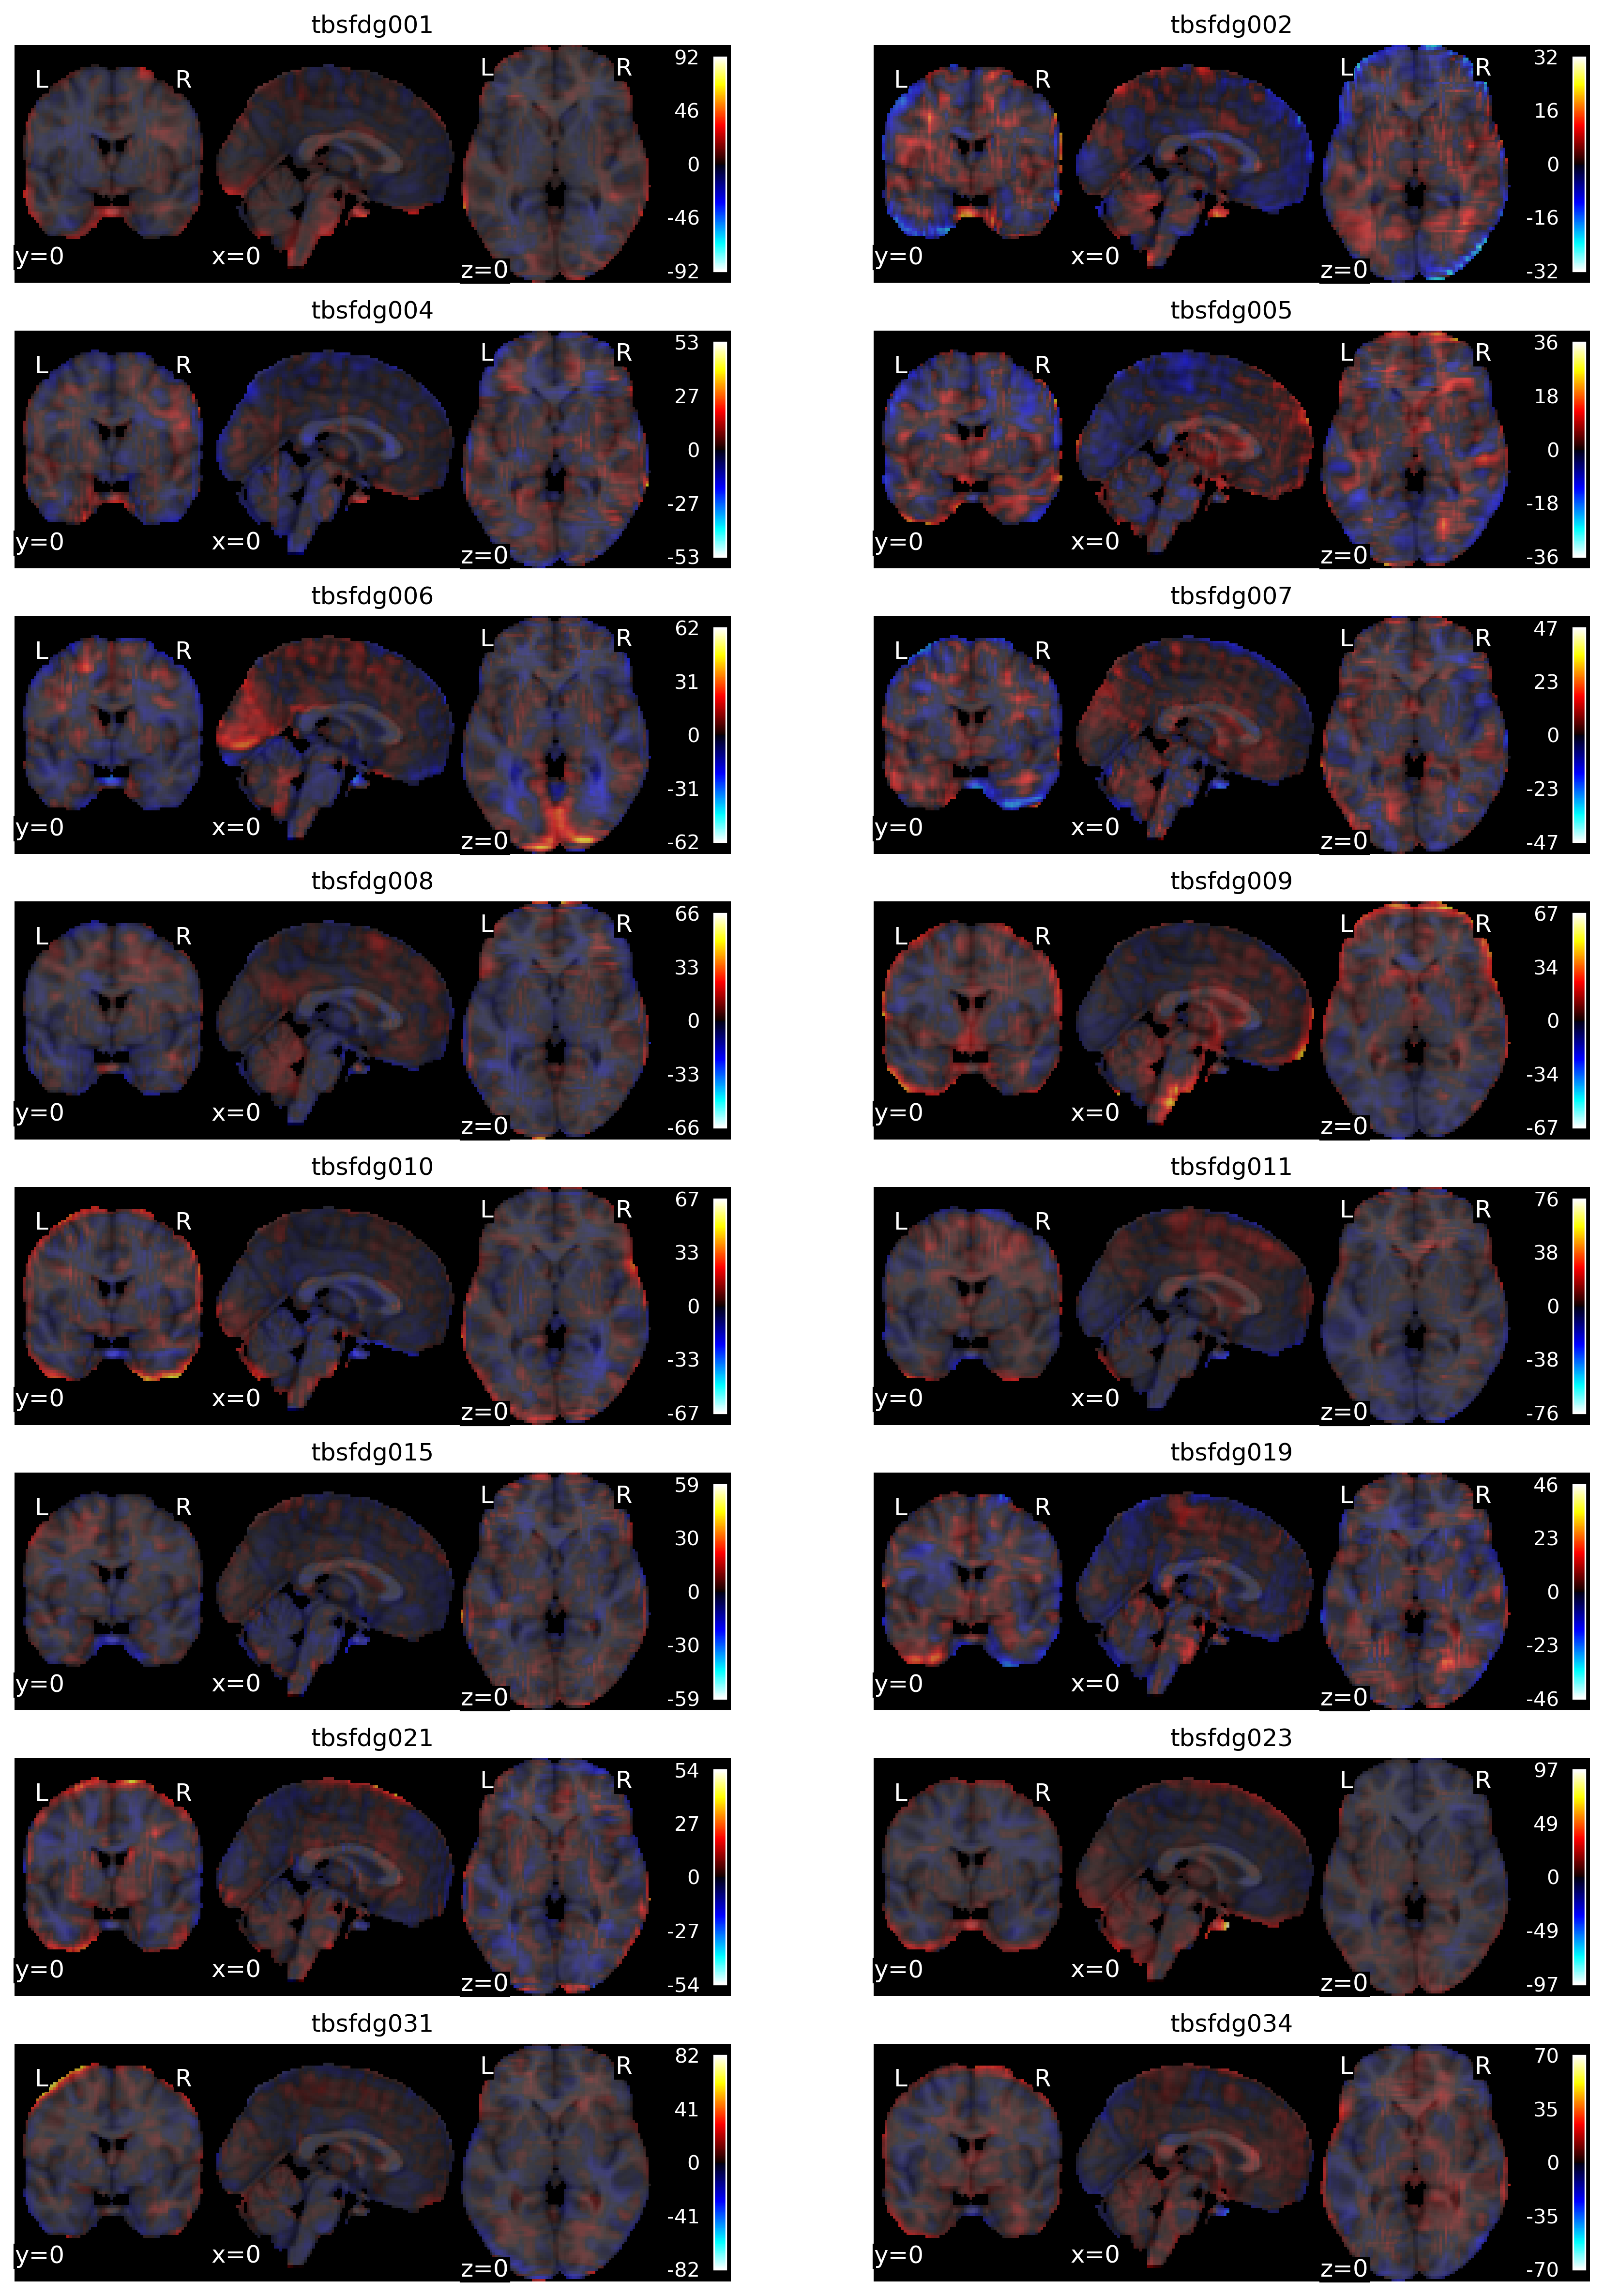 tbsfdg001
L R L R
92
46
0
-46
-92
y=0 x=0 z=0
tbsfdg002
L R L R
32
16
0
-16
-32
y=0 x=0 z=0
tbsfdg004
L R L R
53
27
0
-27
-53
y=0 x=0 z=0
tbsfdg005
L R L R
36
18
0
-18
-36
y=0 x=0 z=0
tbsfdg006
L R L R
62
31
0
-31
-62
y=0 x=0 z=0
tbsfdg007
L R L R
47
23
0
-23
-47
y=0 x=0 z=0
tbsfdg008
L R L R
66
33
0
-33
-66
y=0 x=0 z=0
tbsfdg009
L R L R
67
34
0
-34
-67
y=0 x=0 z=0
tbsfdg010
L R L R
67
33
0
-33
-67
y=0 x=0 z=0
tbsfdg011
L R L R
76
38
0
-38
-76
y=0 x=0 z=0
tbsfdg015
L R L R
59
30
0
-30
-59
y=0 x=0 z=0
tbsfdg019
L R L R
46
23
0
-23
-46
y=0 x=0 z=0
tbsfdg021
L R L R
54
27
0
-27
-54
y=0 x=0 z=0
tbsfdg023
L R L R
97
49
0
-49
-97
y=0 x=0 z=0
tbsfdg031
L R L R
82
41
0
-41
-82
y=0 x=0 z=0
tbsfdg034
L R L R
70
35
0
-35
-70
y=0 x=0 z=0